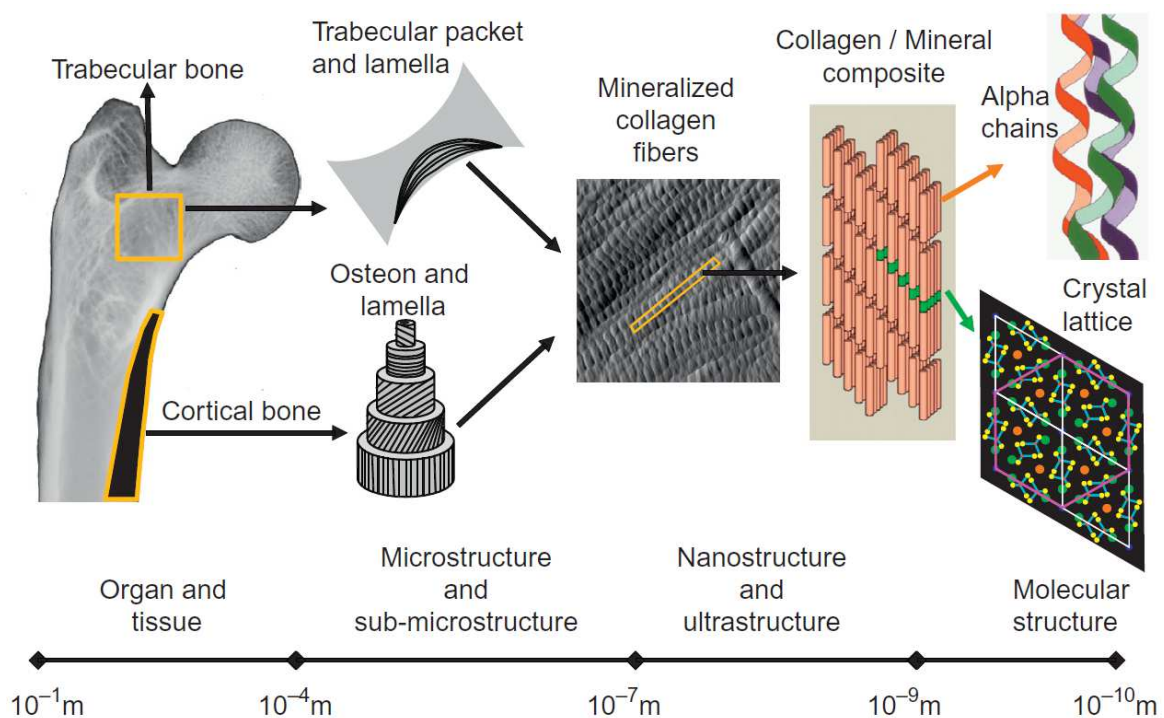 Trabecular packet
and lamella
Trabecular bone
Collagen / Mineral
composite
Mineralized
collagen
fibers
Alpha
chains
Osteon and
lamella
Crystal
lattice
Cortical bone
Organ and
tissue
Microstructure
and
sub-microstructure
Nanostructure
and
ultrastructure
Molecular
structure
10⁻¹m
10⁻⁴m
10⁻⁷m
10⁻⁹m
10⁻¹⁰m